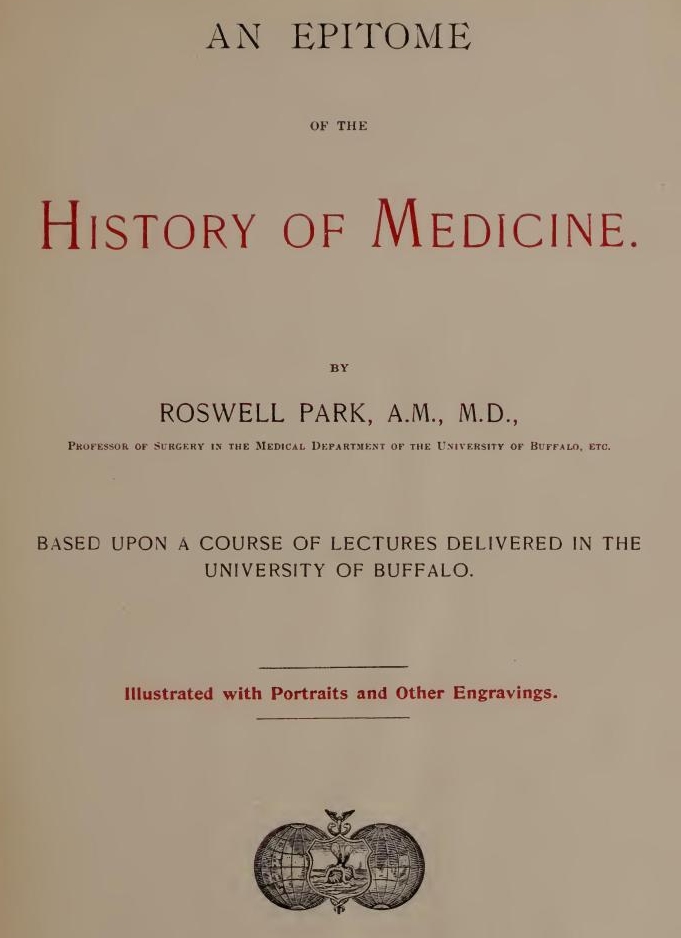 AN EPITOME
OF THE
HISTORY OF MEDICINE.
BY
ROSWELL PARK, A.M., M.D.,
PROFESSOR OF SURGERY IN THE MEDICAL DEPARTMENT OF THE UNIVERSITY OF BUFFALO, ETC.
BASED UPON A COURSE OF LECTURES DELIVERED IN THE
UNIVERSITY OF BUFFALO.
Illustrated with Portraits and Other Engravings.